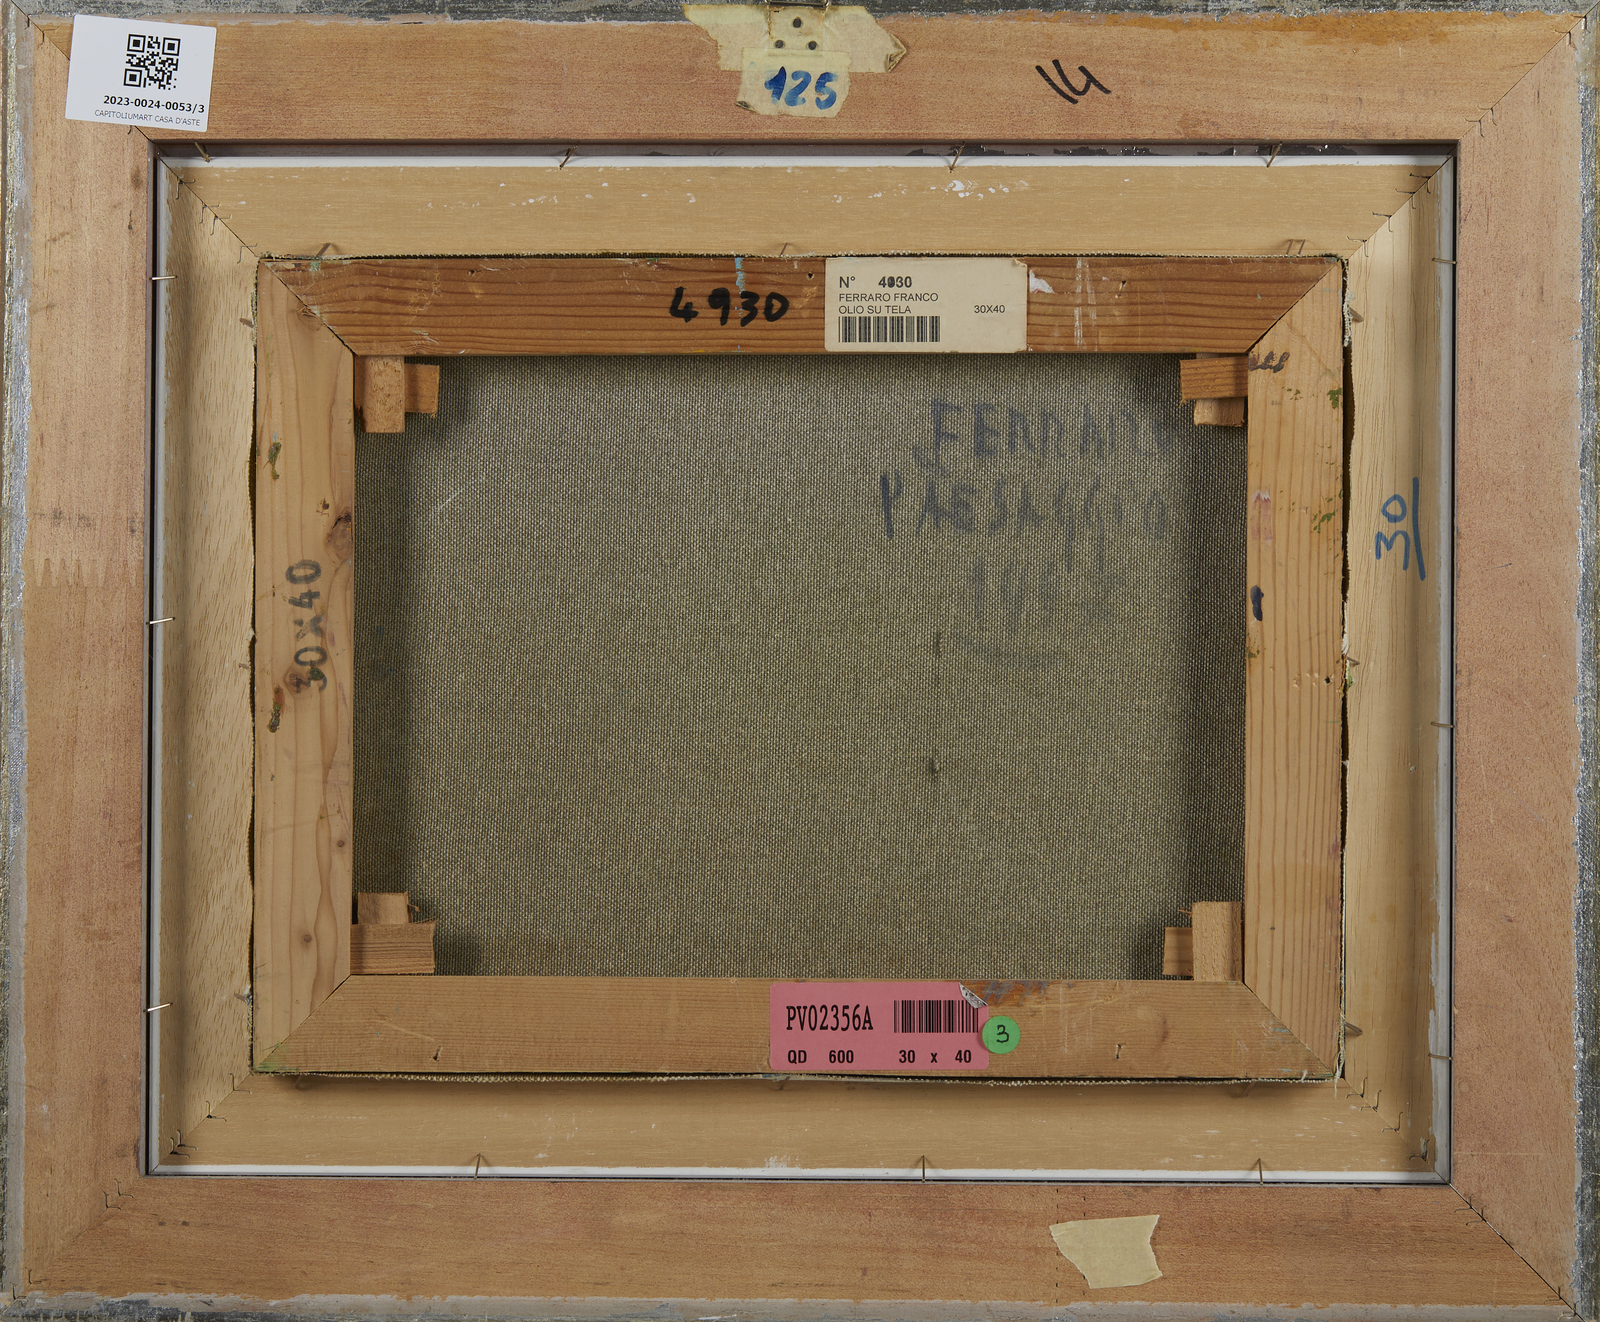 2023-0024-0053/3
CAPITOLIUMART CASA D'ASTE
125
14
N° 4930
FERRARO FRANCO
OLIO SU TELA 30X40
4930
FERRARO
PAESAGGIO
30
30X40
PV02356A
QD 600 30 x 40
3